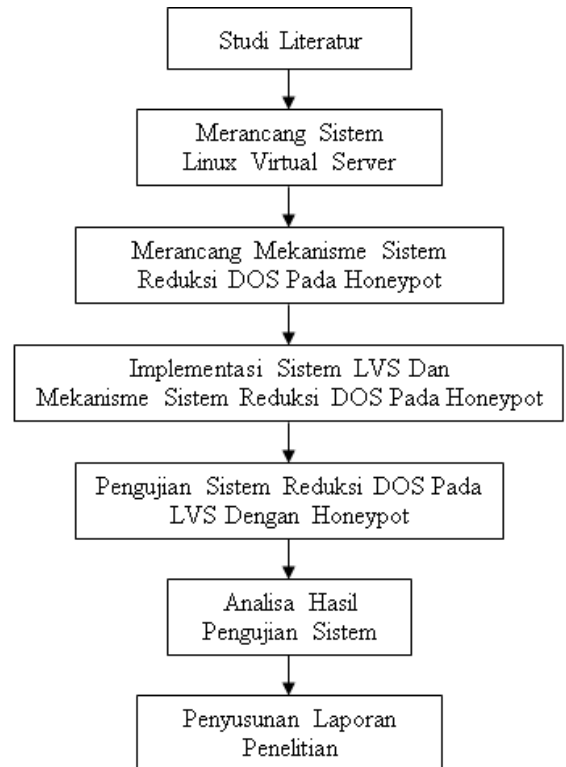 Studi Literatur
Merancang Sistem
Linux Virtual Server
Merancang Mekanisme Sistem
Reduksi DOS Pada Honeypot
Implementasi Sistem LVS Dan
Mekanisme Sistem Reduksi DOS Pada Honeypot
Pengujian Sistem Reduksi DOS Pada
LVS Dengan Honeypot
Analisa Hasil
Pengujian Sistem
Penyusunan Laporan
Penelitian